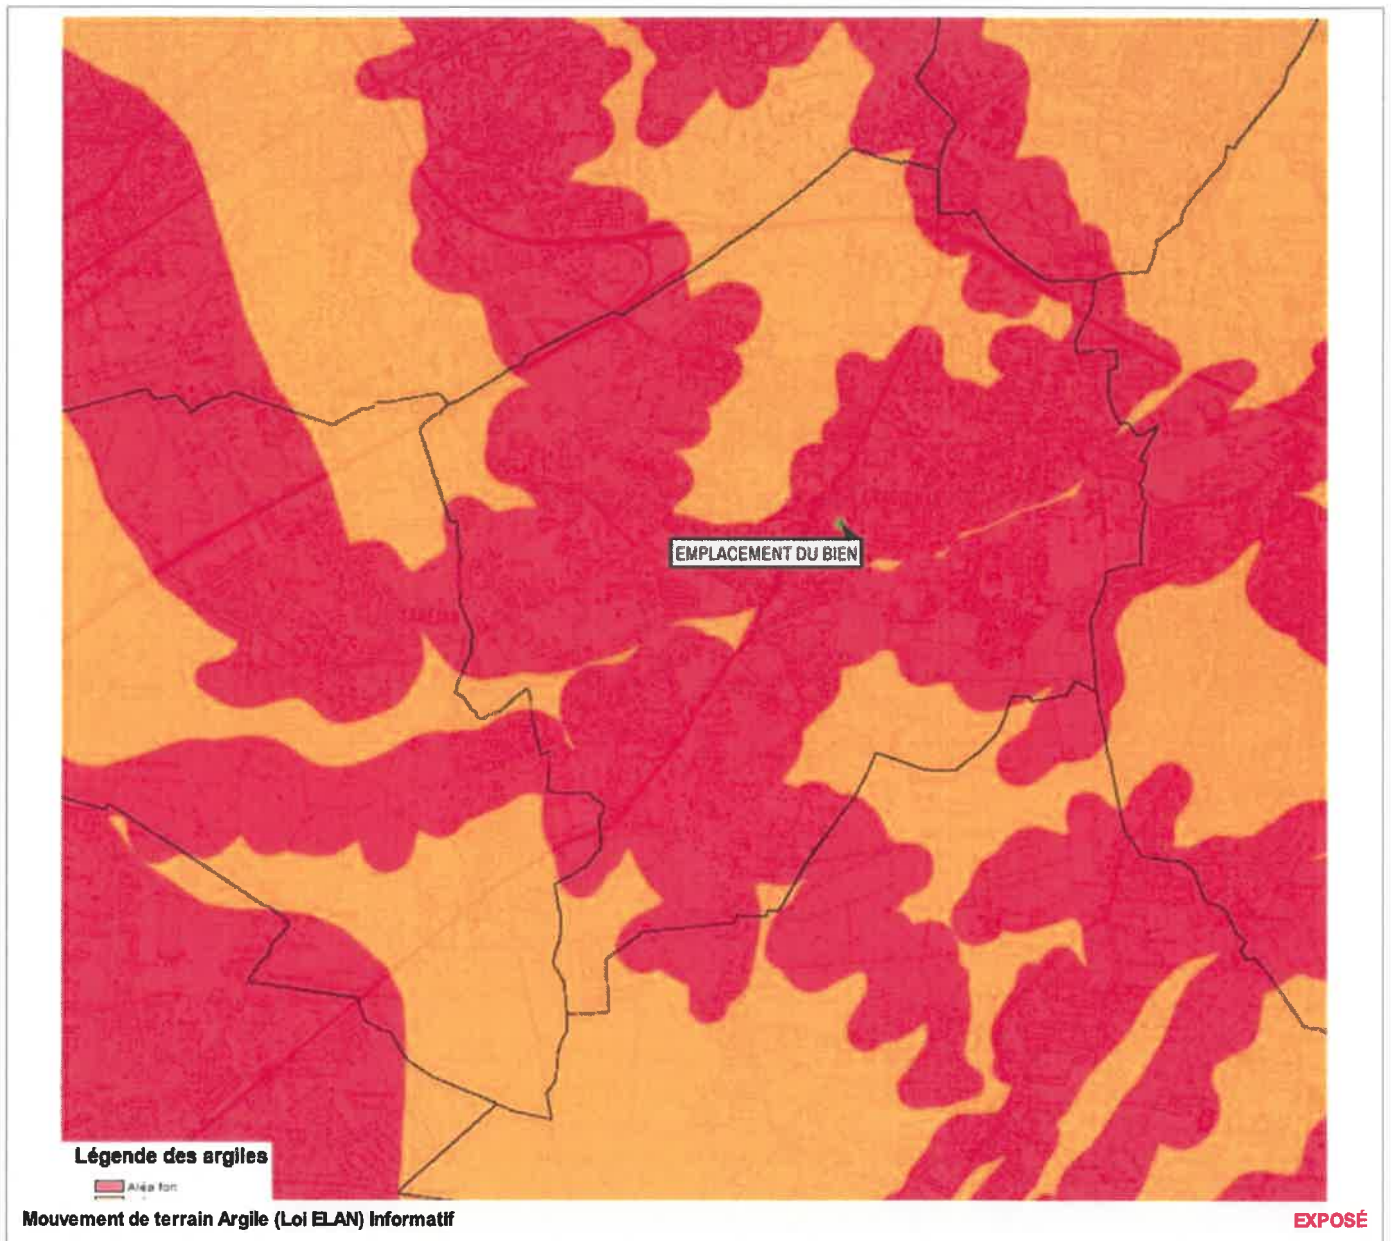 EMPLACEMENT DU BIEN
Légende des argiles
Aléa fort
Mouvement de terrain Argile (Loi ELAN) Informatif
EXPOSÉ